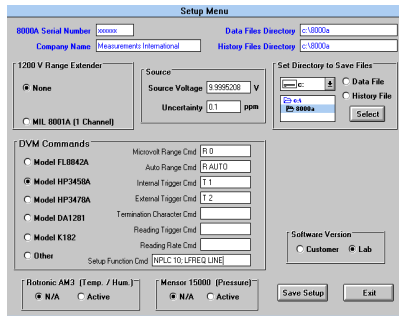 Setup Menu
8000A Serial Number xxxxxx Data Files Directory c:\8000a
Company Name Measurements International History Files Directory c:\8000a
1200 V Range Extender
None
MIL 8001A (1 Channel)
Source
Source Voltage 9.9995208 V
Uncertainty 0.1 ppm
Set Directory to Save Files
c:
c:\
8000a
Data File
History File
Select
DVM Commands
Model FL8842A
Model HP3458A
Model HP3478A
Model DA1281
Model K182
Other
Microvolt Range Cmd R 0
Auto Range Cmd R AUTO
Internal Trigger Cmd T 1
External Trigger Cmd T 2
Termination Character Cmd
Reading Trigger Cmd
Reading Rate Cmd
Setup Function Cmd NPLC 10; LFREQ LINE
Software Version
Customer Lab
Rotronic AM3 (Temp. / Hum.)
N/A Active
Mensor 15000 (Pressure)
N/A Active
Save Setup
Exit